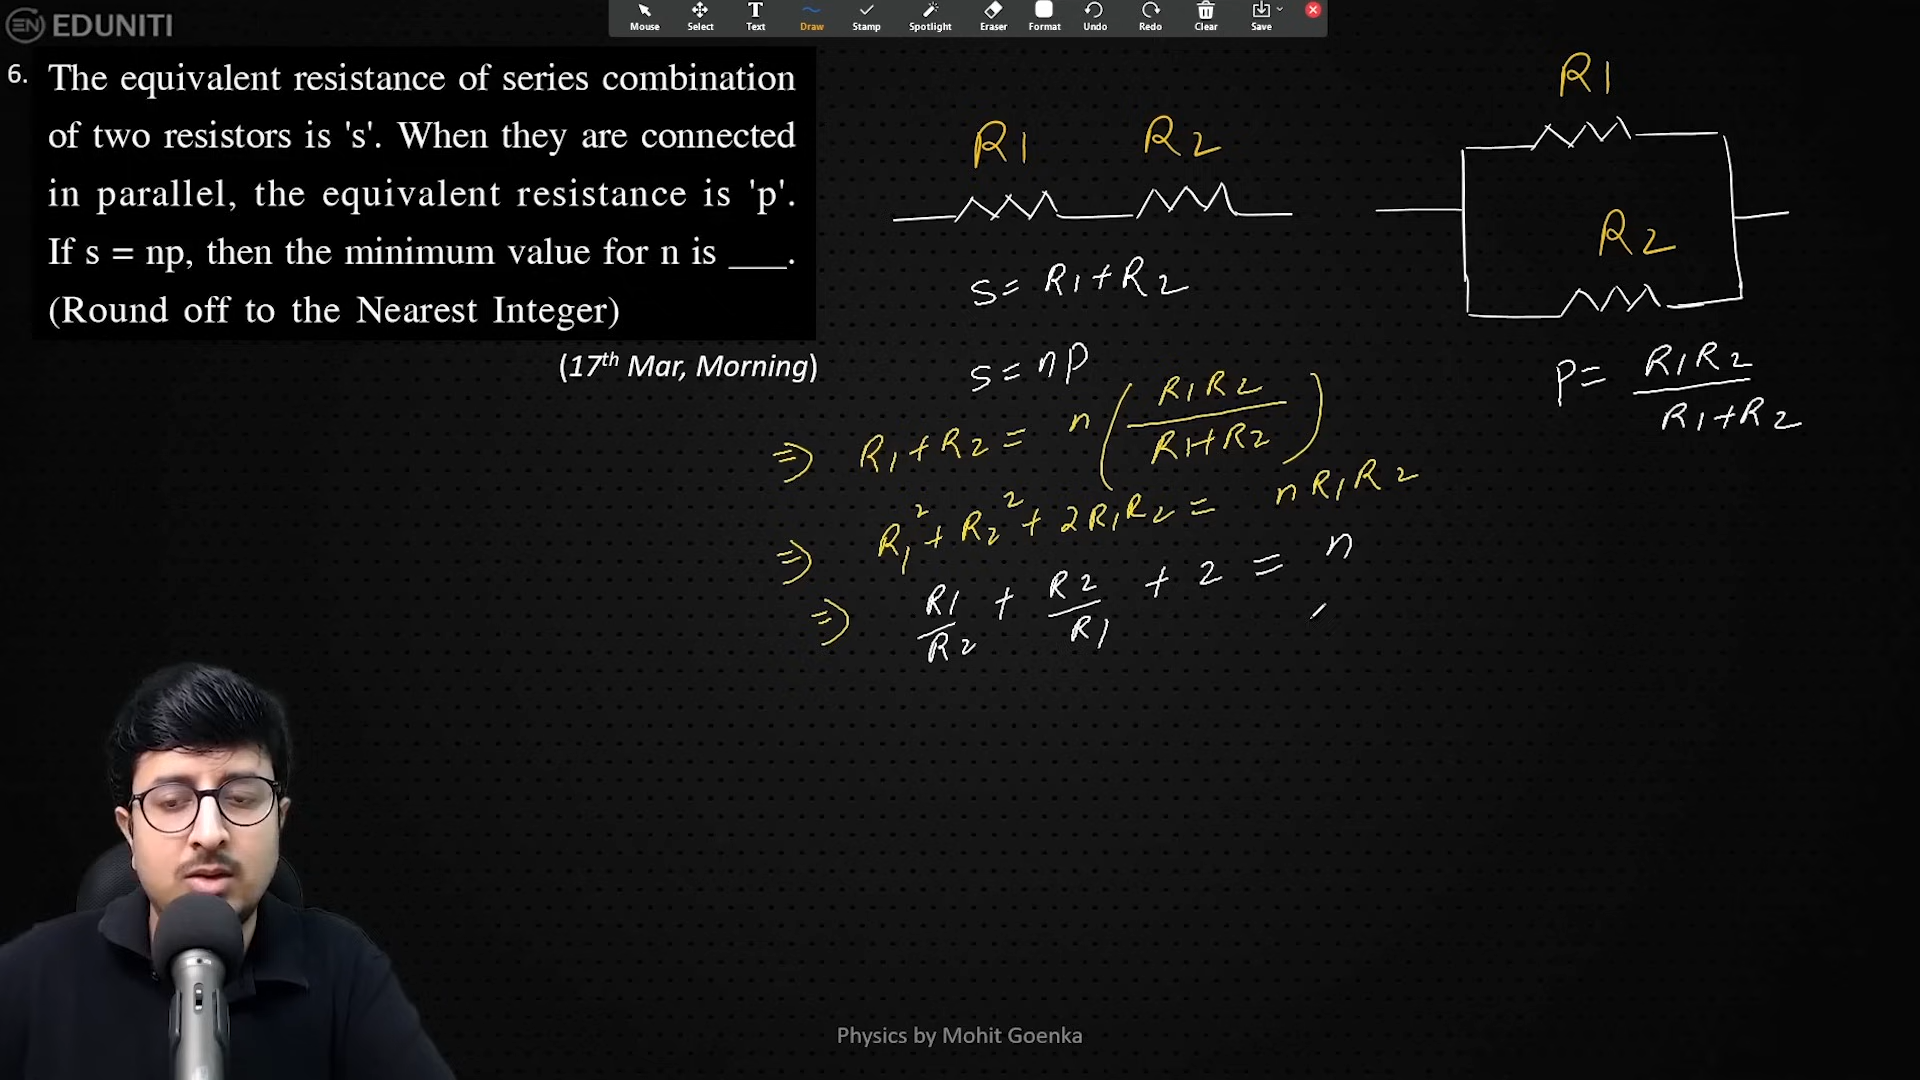 EN EDUNITI
Mouse Select Text Draw Stamp Spotlight Eraser Format Undo Redo Clear Save
6. The equivalent resistance of series combination
of two resistors is 's'. When they are connected
in parallel, the equivalent resistance is 'p'.
If s = np, then the minimum value for n is ___.
(Round off to the Nearest Integer)
(17th Mar, Morning)
R1 R2
S = R1 + R2
R1
R2
P = R1R2 / R1+R2
S = nP
⇒ R1 + R2 = n (R1R2 / R1+R2)
⇒ R1² + R2² + 2R1R2 = nR1R2
⇒ R1/R2 + R2/R1 + 2 = n
Physics by Mohit Goenka